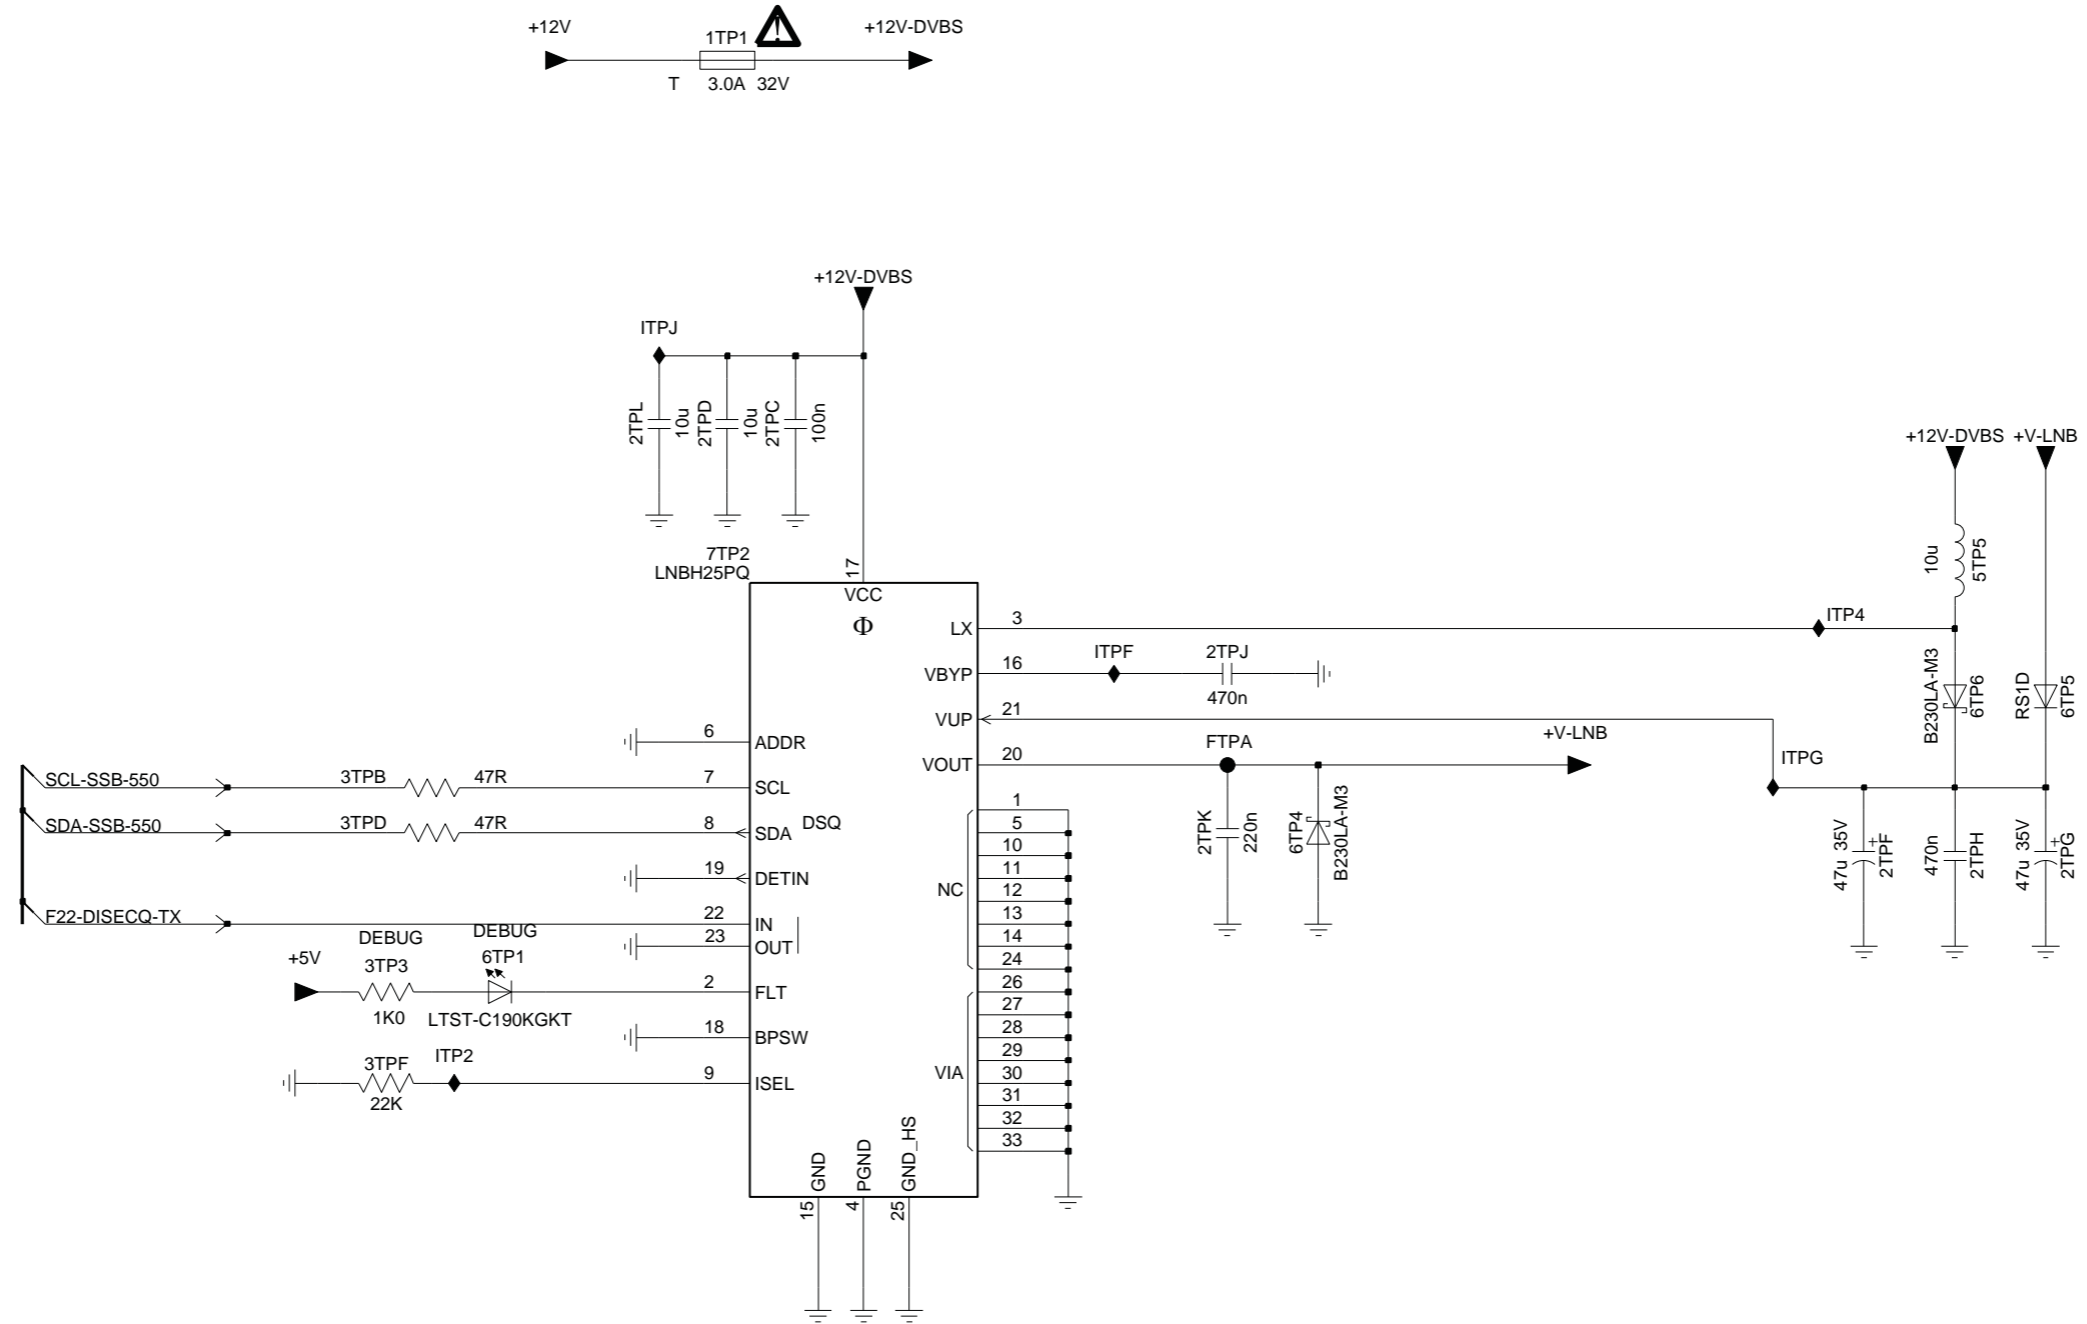 +12V
1TP1
+12V-DVBS
T 3.0A 32V
+12V-DVBS
ITPJ
2TPL
10u
2TPD
10u
2TPC
100n
+12V-DVBS +V-LNB
10u
5TP5
7TP2
LNBH25PQ
17
VCC
Φ
LX
3
ITP4
VBYP
16
ITPF
2TPJ
470n
B230LA-M3
6TP6
RS1D
6TP5
VUP
21
VOUT
20
FTPA
+V-LNB
ITPG
6
ADDR
SCL-SSB-550
3TPB
47R
7
SCL
SDA-SSB-550
3TPD
47R
8
SDA
DSQ
2TPK
220n
6TP4
B230LA-M3
47u 35V
+
2TPF
470n
2TPH
47u 35V
+
2TPG
19
DETIN
F22-DISECQ-TX
22
IN
23
OUT
DEBUG
DEBUG
+5V
3TP3
6TP1
1K0
LTST-C190KGKT
2
FLT
18
BPSW
3TPF
ITP2
22K
9
ISEL
NC
1
5
10
11
12
13
14
24
VIA
26
27
28
29
30
31
32
33
GND
PGND
GND_HS
15
4
25